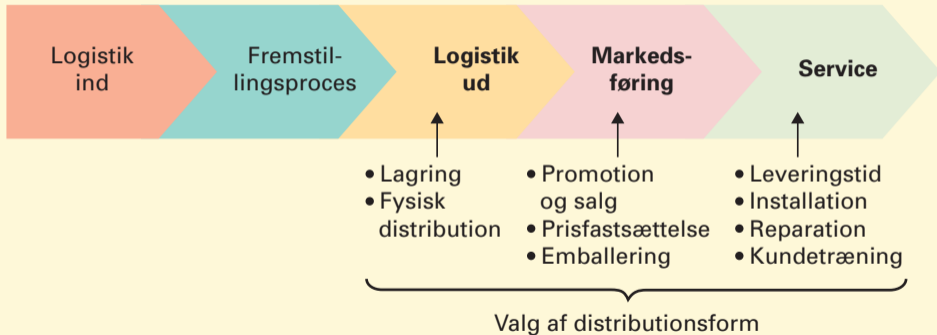 Logistik
ind
Fremstil-
lingsproces
Logistik
ud
Markeds-
føring
Service
• Lagring
• Fysisk
distribution
• Promotion
og salg
• Prisfastsættelse
• Emballering
• Leveringstid
• Installation
• Reparation
• Kundetræning
Valg af distributionsform